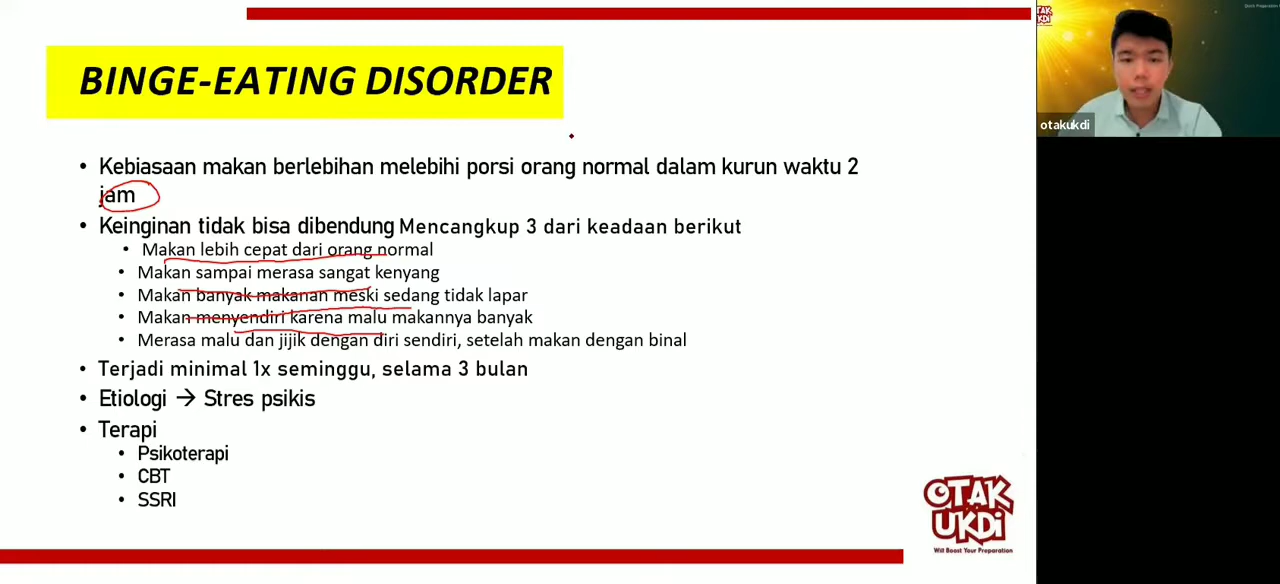 BINGE-EATING DISORDER
• Kebiasaan makan berlebihan melebihi porsi orang normal dalam kurun waktu 2
jam
• Keinginan tidak bisa dibendung Mencangkup 3 dari keadaan berikut
• Makan lebih cepat dari orang normal
• Makan sampai merasa sangat kenyang
• Makan banyak makanan meski sedang tidak lapar
• Makan menyendiri karena malu makannya banyak
• Merasa malu dan jijik dengan diri sendiri, setelah makan dengan binal
• Terjadi minimal 1x seminggu, selama 3 bulan
• Etiologi → Stres psikis
• Terapi
• Psikoterapi
• CBT
• SSRI
OTAK
UKDI
Will Boost Your Preparation
otakukdi